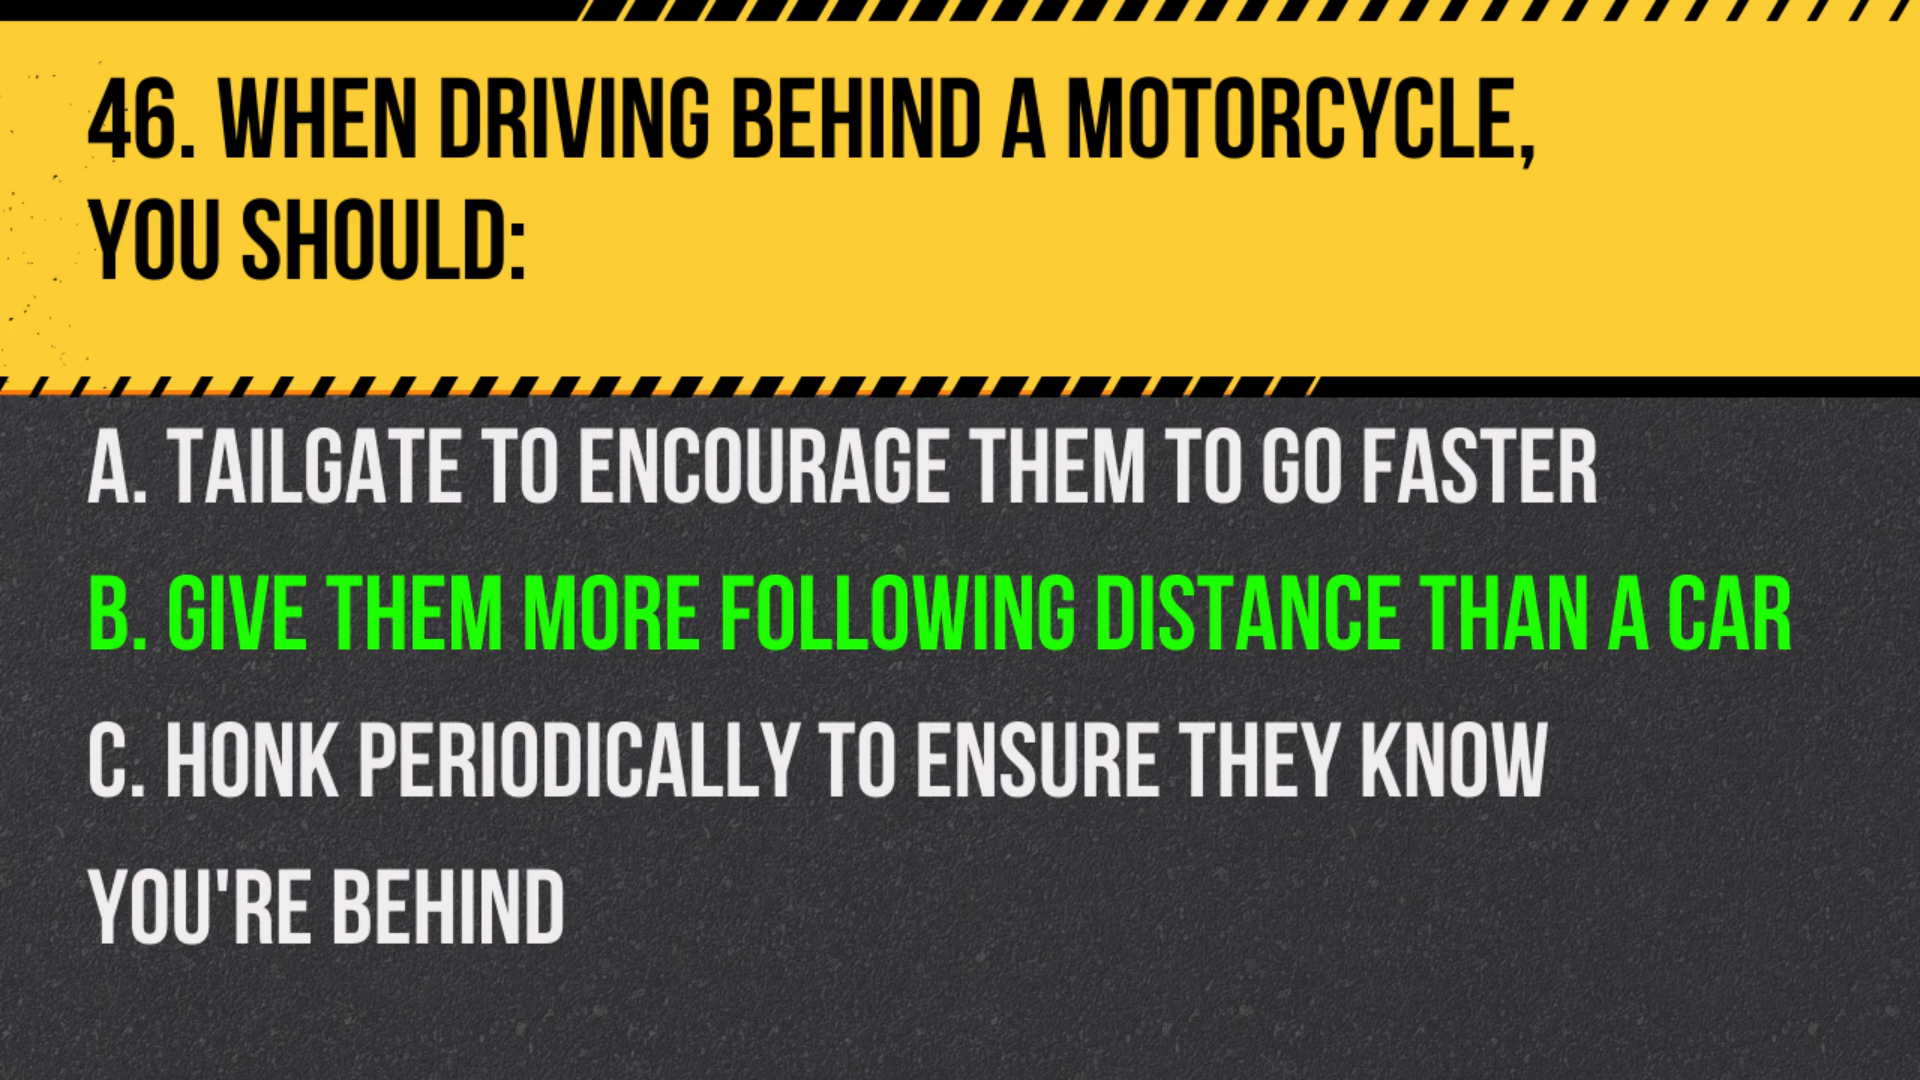 46. WHEN DRIVING BEHIND A MOTORCYCLE,
YOU SHOULD:
A. TAILGATE TO ENCOURAGE THEM TO GO FASTER
B. GIVE THEM MORE FOLLOWING DISTANCE THAN A CAR
C. HONK PERIODICALLY TO ENSURE THEY KNOW
YOU'RE BEHIND